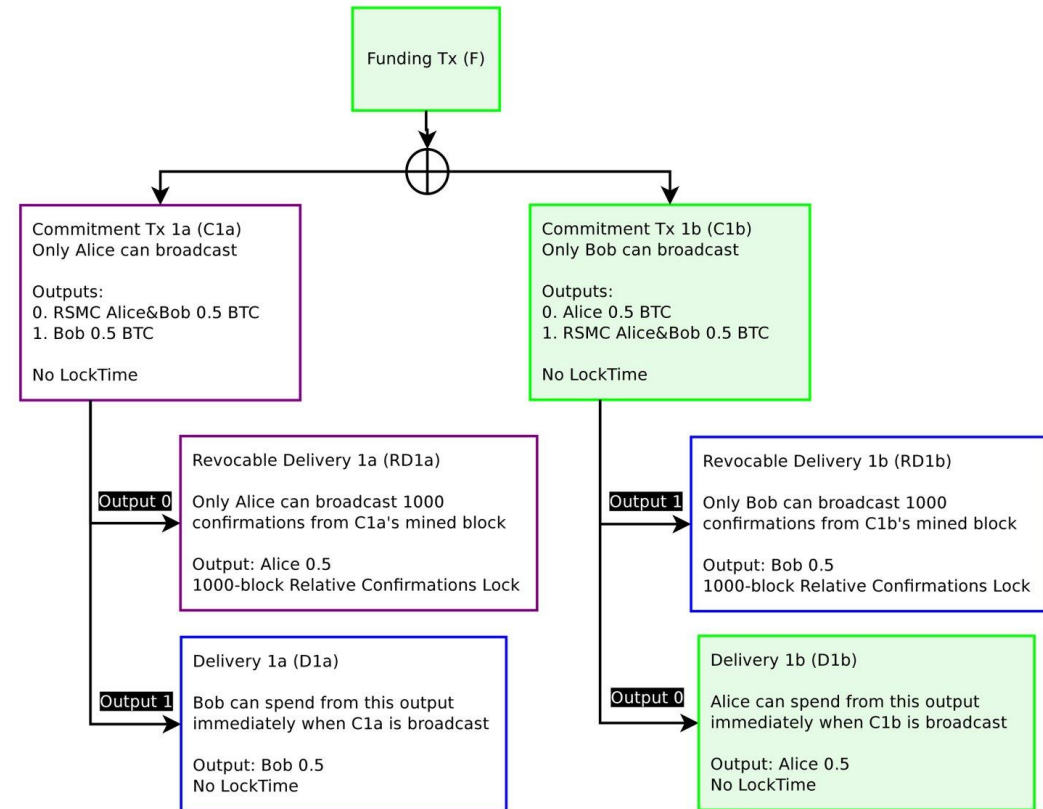 Funding Tx (F)
Commitment Tx 1a (C1a)
Only Alice can broadcast
Outputs:
0. RSMC Alice&Bob 0.5 BTC
1. Bob 0.5 BTC
No LockTime
Commitment Tx 1b (C1b)
Only Bob can broadcast
Outputs:
0. Alice 0.5 BTC
1. RSMC Alice&Bob 0.5 BTC
No LockTime
Output 0
Revocable Delivery 1a (RD1a)
Only Alice can broadcast 1000
confirmations from C1a's mined block
Output: Alice 0.5
1000-block Relative Confirmations Lock
Output 1
Revocable Delivery 1b (RD1b)
Only Bob can broadcast 1000
confirmations from C1b's mined block
Output: Bob 0.5
1000-block Relative Confirmations Lock
Output 1
Delivery 1a (D1a)
Bob can spend from this output
immediately when C1a is broadcast
Output: Bob 0.5
No LockTime
Output 0
Delivery 1b (D1b)
Alice can spend from this output
immediately when C1b is broadcast
Output: Alice 0.5
No LockTime